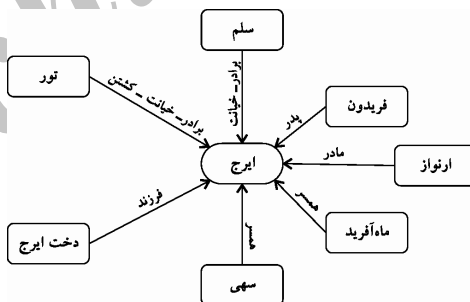 سلم
برادر- خیانت
تور
برادر- خیانت - کشتن
فریدون
پدر
ایرج
مادر
ارنواز
فرزند
همسر
دخت ایرج
همسر
ماه‌آفرید
سهی